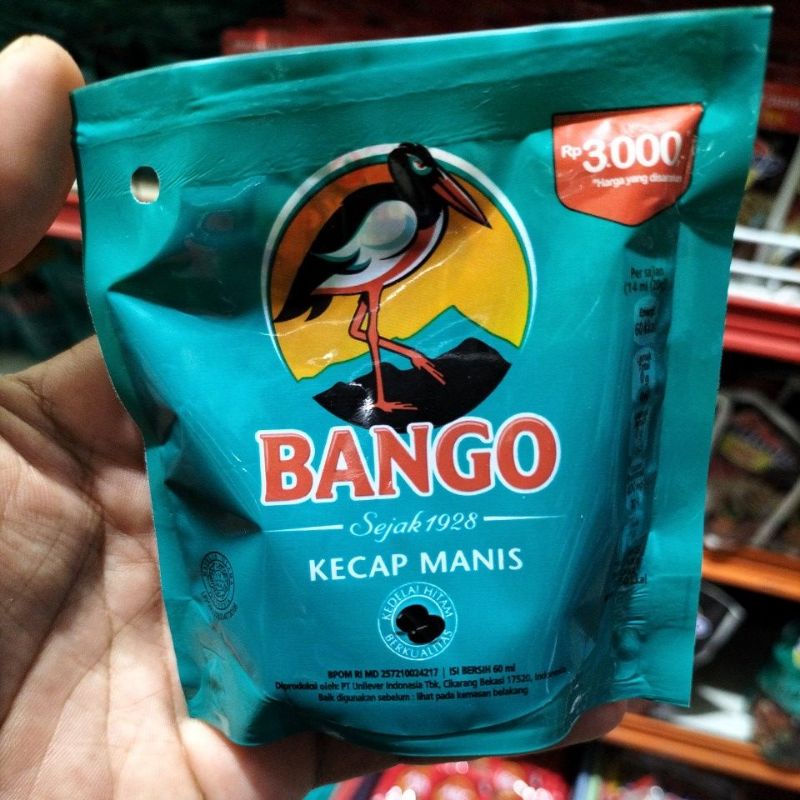 Rp 3.000
*Harga yang disarankan
Per sajian
(14 ml (20g))
BANGO
Sejak 1928
KECAP MANIS
KEDELAI HITAM
BERKUALITAS
BPOM RI MD 257210024217 | ISI BERSIH 60 ml
Diproduksi oleh: PT Unilever Indonesia Tbk, Cikarang Bekasi 17520, Indonesia
Baik digunakan sebelum : lihat pada kemasan belakang